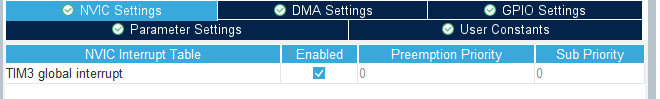 NVIC Settings DMA Settings GPIO Settings
Parameter Settings User Constants
NVIC Interrupt Table Enabled Preemption Priority Sub Priority
TIM3 global interrupt 0 0